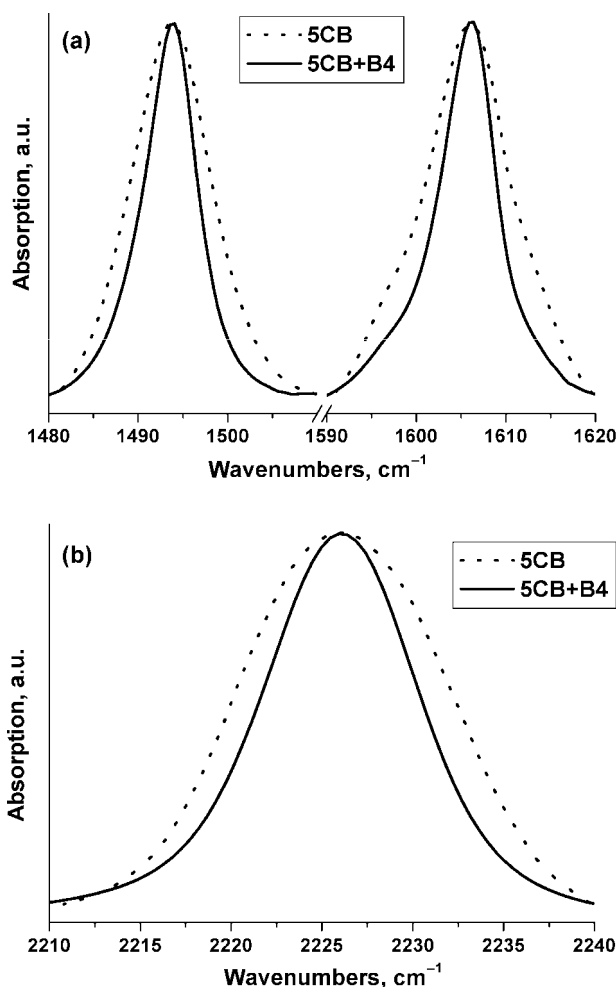 (a)
5CB
5CB+B4
Absorption, a.u.
1480 1490 1500 1590 1600 1610 1620
Wavenumbers, cm⁻¹
(b)
5CB
5CB+B4
Absorption, a.u.
2210 2215 2220 2225 2230 2235 2240
Wavenumbers, cm⁻¹